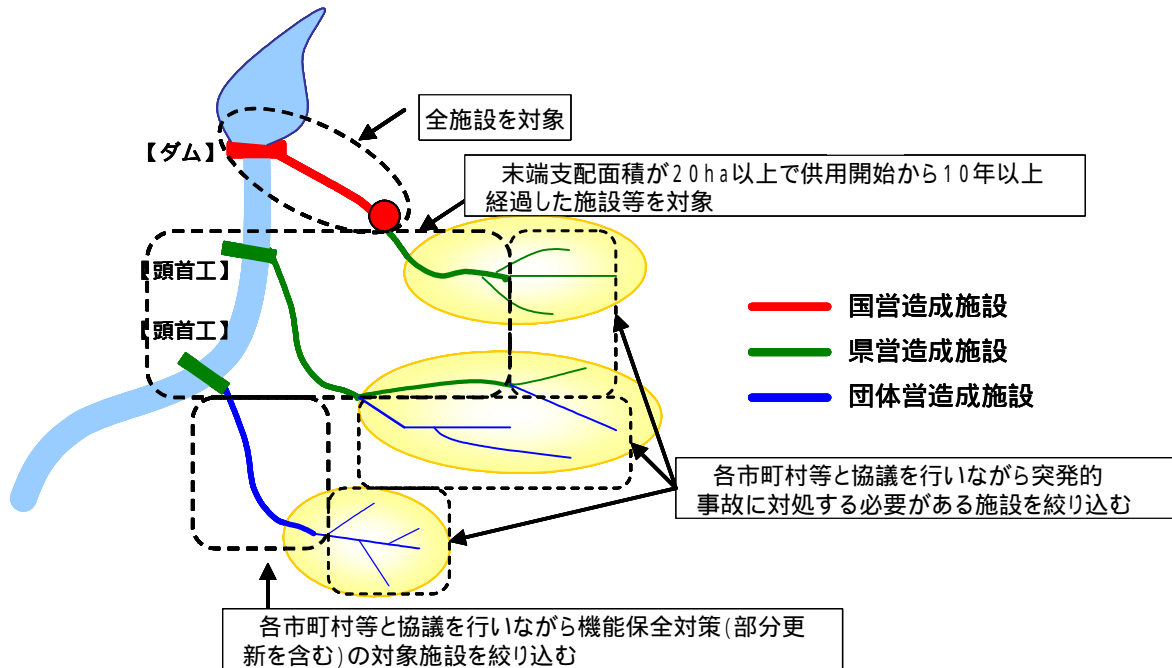 全施設を対象
【ダム】
末端支配面積が20ha以上で供用開始から10年以上
経過した施設等を対象
【頭首工】
【頭首工】
国営造成施設
県営造成施設
団体営造成施設
各市町村等と協議を行いながら突発的
事故に対処する必要がある施設を絞り込む
各市町村等と協議を行いながら機能保全対策(部分更
新を含む)の対象施設を絞り込む